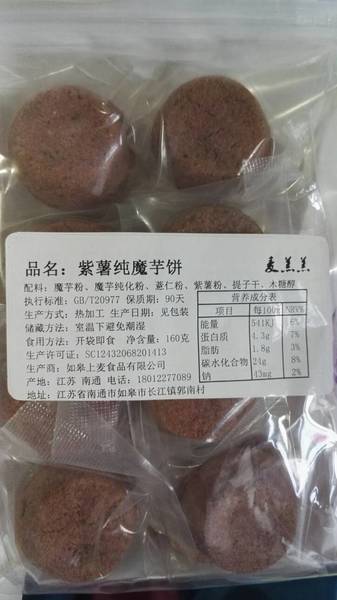 品名：紫薯纯魔芋饼 麦羔羔
配料：魔芋粉、魔芋纯化粉、薏仁粉、紫薯粉、提子干、木糖醇
执行标准：GB/T20977 保质期：90天
生产方式：热加工 生产日期：见包装
储藏方法：室温下避免潮湿
食用方法：开袋即食 净含量：160克
生产许可证：SC12432068201413
生产商：如皋上麦食品有限公司
产地：江苏 南通 电话：18012277089
地址：江苏省南通市如皋市长江镇郭南村
营养成分表
项目 每100g NRV%
能量 541KJ 6%
蛋白质 4.3g 7%
脂肪 1.8g 3%
碳水化合物 24g 8%
钠 43mg 2%